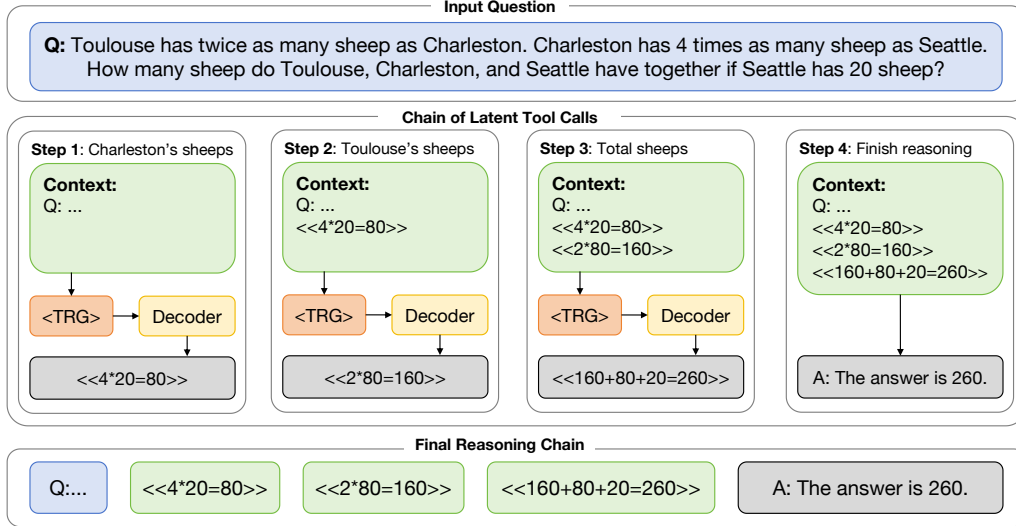 Input Question
Q: Toulouse has twice as many sheep as Charleston. Charleston has 4 times as many sheep as Seattle.
How many sheep do Toulouse, Charleston, and Seattle have together if Seattle has 20 sheep?
Chain of Latent Tool Calls
Step 1: Charleston's sheeps
Context:
Q: ...
<TRG>
Decoder
<<4*20=80>>
Step 2: Toulouse's sheeps
Context:
Q: ...
<<4*20=80>>
<TRG>
Decoder
<<2*80=160>>
Step 3: Total sheeps
Context:
Q: ...
<<4*20=80>>
<<2*80=160>>
<TRG>
Decoder
<<160+80+20=260>>
Step 4: Finish reasoning
Context:
Q: ...
<<4*20=80>>
<<2*80=160>>
<<160+80+20=260>>
A: The answer is 260.
Final Reasoning Chain
Q:...
<<4*20=80>>
<<2*80=160>>
<<160+80+20=260>>
A: The answer is 260.